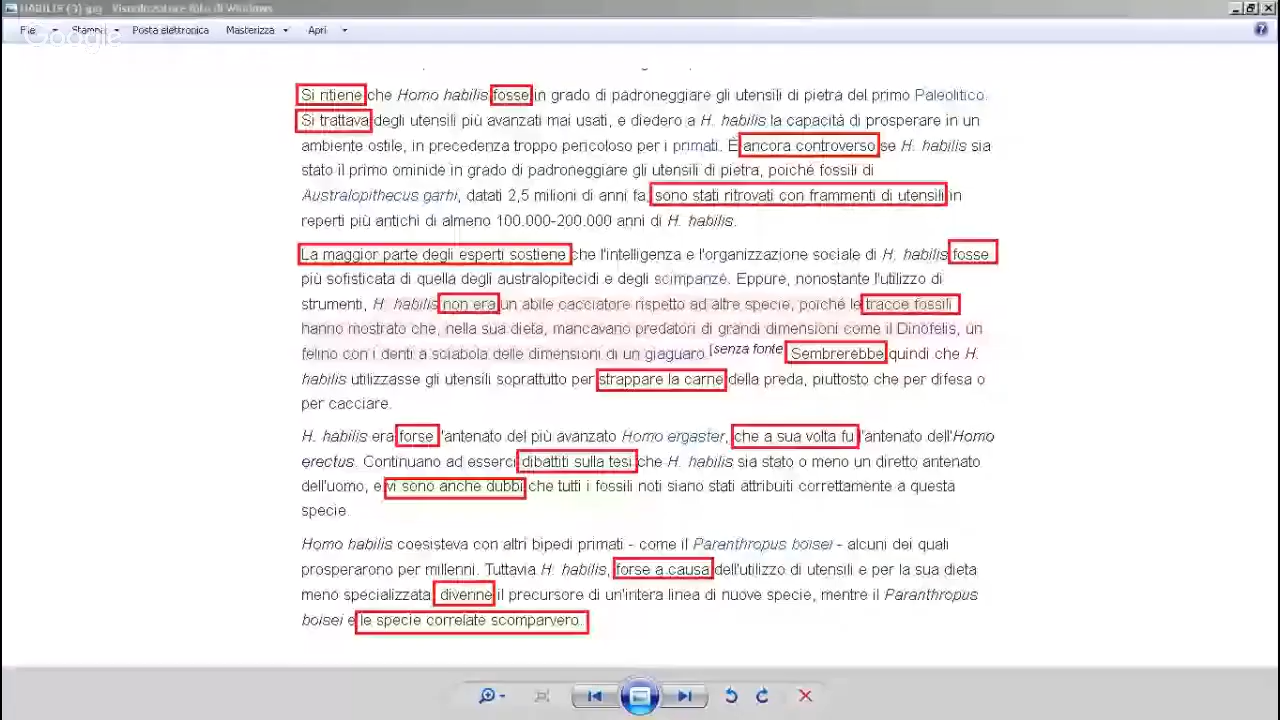 HABILIS (3).jpg - Visualizzatore foto di Windows
File Stampa Posta elettronica Masterizza Apri
Google
Si ritiene che Homo habilis fosse in grado di padroneggiare gli utensili di pietra del primo Paleolitico.
Si trattava degli utensili più avanzati mai usati, e diedero a H. habilis la capacità di prosperare in un
ambiente ostile, in precedenza troppo pericoloso per i primati. È ancora controverso se H. habilis sia
stato il primo ominide in grado di padroneggiare gli utensili di pietra, poiché fossili di
Australopithecus garhi, datati 2,5 milioni di anni fa, sono stati ritrovati con frammenti di utensili in
reperti più antichi di almeno 100.000-200.000 anni di H. habilis.
La maggior parte degli esperti sostiene che l'intelligenza e l'organizzazione sociale di H. habilis fosse
più sofisticata di quella degli australopitecidi e degli scimpanzé. Eppure, nonostante l'utilizzo di
strumenti, H. habilis non era un abile cacciatore rispetto ad altre specie, poiché le tracce fossili
hanno mostrato che, nella sua dieta, mancavano predatori di grandi dimensioni come il Dinofelis, un
felino con i denti a sciabola delle dimensioni di un giaguaro.[senza fonte Sembrerebbe quindi che H.
habilis utilizzasse gli utensili soprattutto per strappare la carne della preda, piuttosto che per difesa o
per cacciare.
H. habilis era forse l'antenato del più avanzato Homo ergaster, che a sua volta fu l'antenato dell'Homo
erectus. Continuano ad esserci dibattiti sulla tesi che H. habilis sia stato o meno un diretto antenato
dell'uomo, e vi sono anche dubbi che tutti i fossili noti siano stati attribuiti correttamente a questa
specie.
Homo habilis coesisteva con altri bipedi primati - come il Paranthropus boisei - alcuni dei quali
prosperarono per millenni. Tuttavia H. habilis, forse a causa dell'utilizzo di utensili e per la sua dieta
meno specializzata, divenne il precursore di un'intera linea di nuove specie, mentre il Paranthropus
boisei e le specie correlate scomparvero.